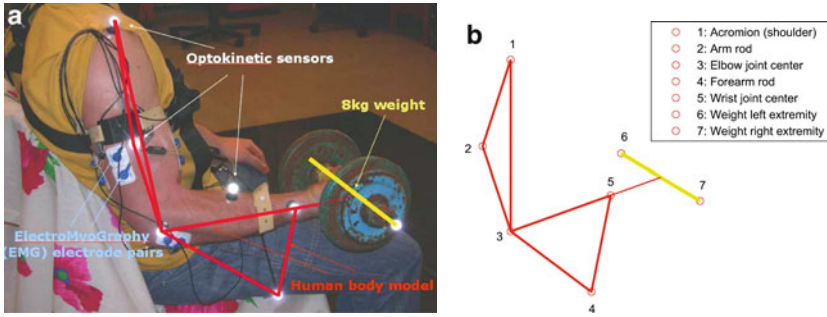 a
Optokinetic sensors
8kg weight
ElectroMyoGraphy
(EMG) electrode pairs
Human body model
b
1: Acromion (shoulder)
2: Arm rod
3: Elbow joint center
4: Forearm rod
5: Wrist joint center
6: Weight left extremity
7: Weight right extremity
1
2
3
4
5
6
7